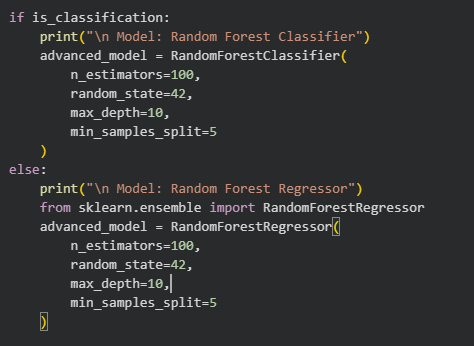 if is_classification:
    print("\n Model: Random Forest Classifier")
    advanced_model = RandomForestClassifier(
        n_estimators=100,
        random_state=42,
        max_depth=10,
        min_samples_split=5
    )
else:
    print("\n Model: Random Forest Regressor")
    from sklearn.ensemble import RandomForestRegressor
    advanced_model = RandomForestRegressor(
        n_estimators=100,
        random_state=42,
        max_depth=10,
        min_samples_split=5
    )